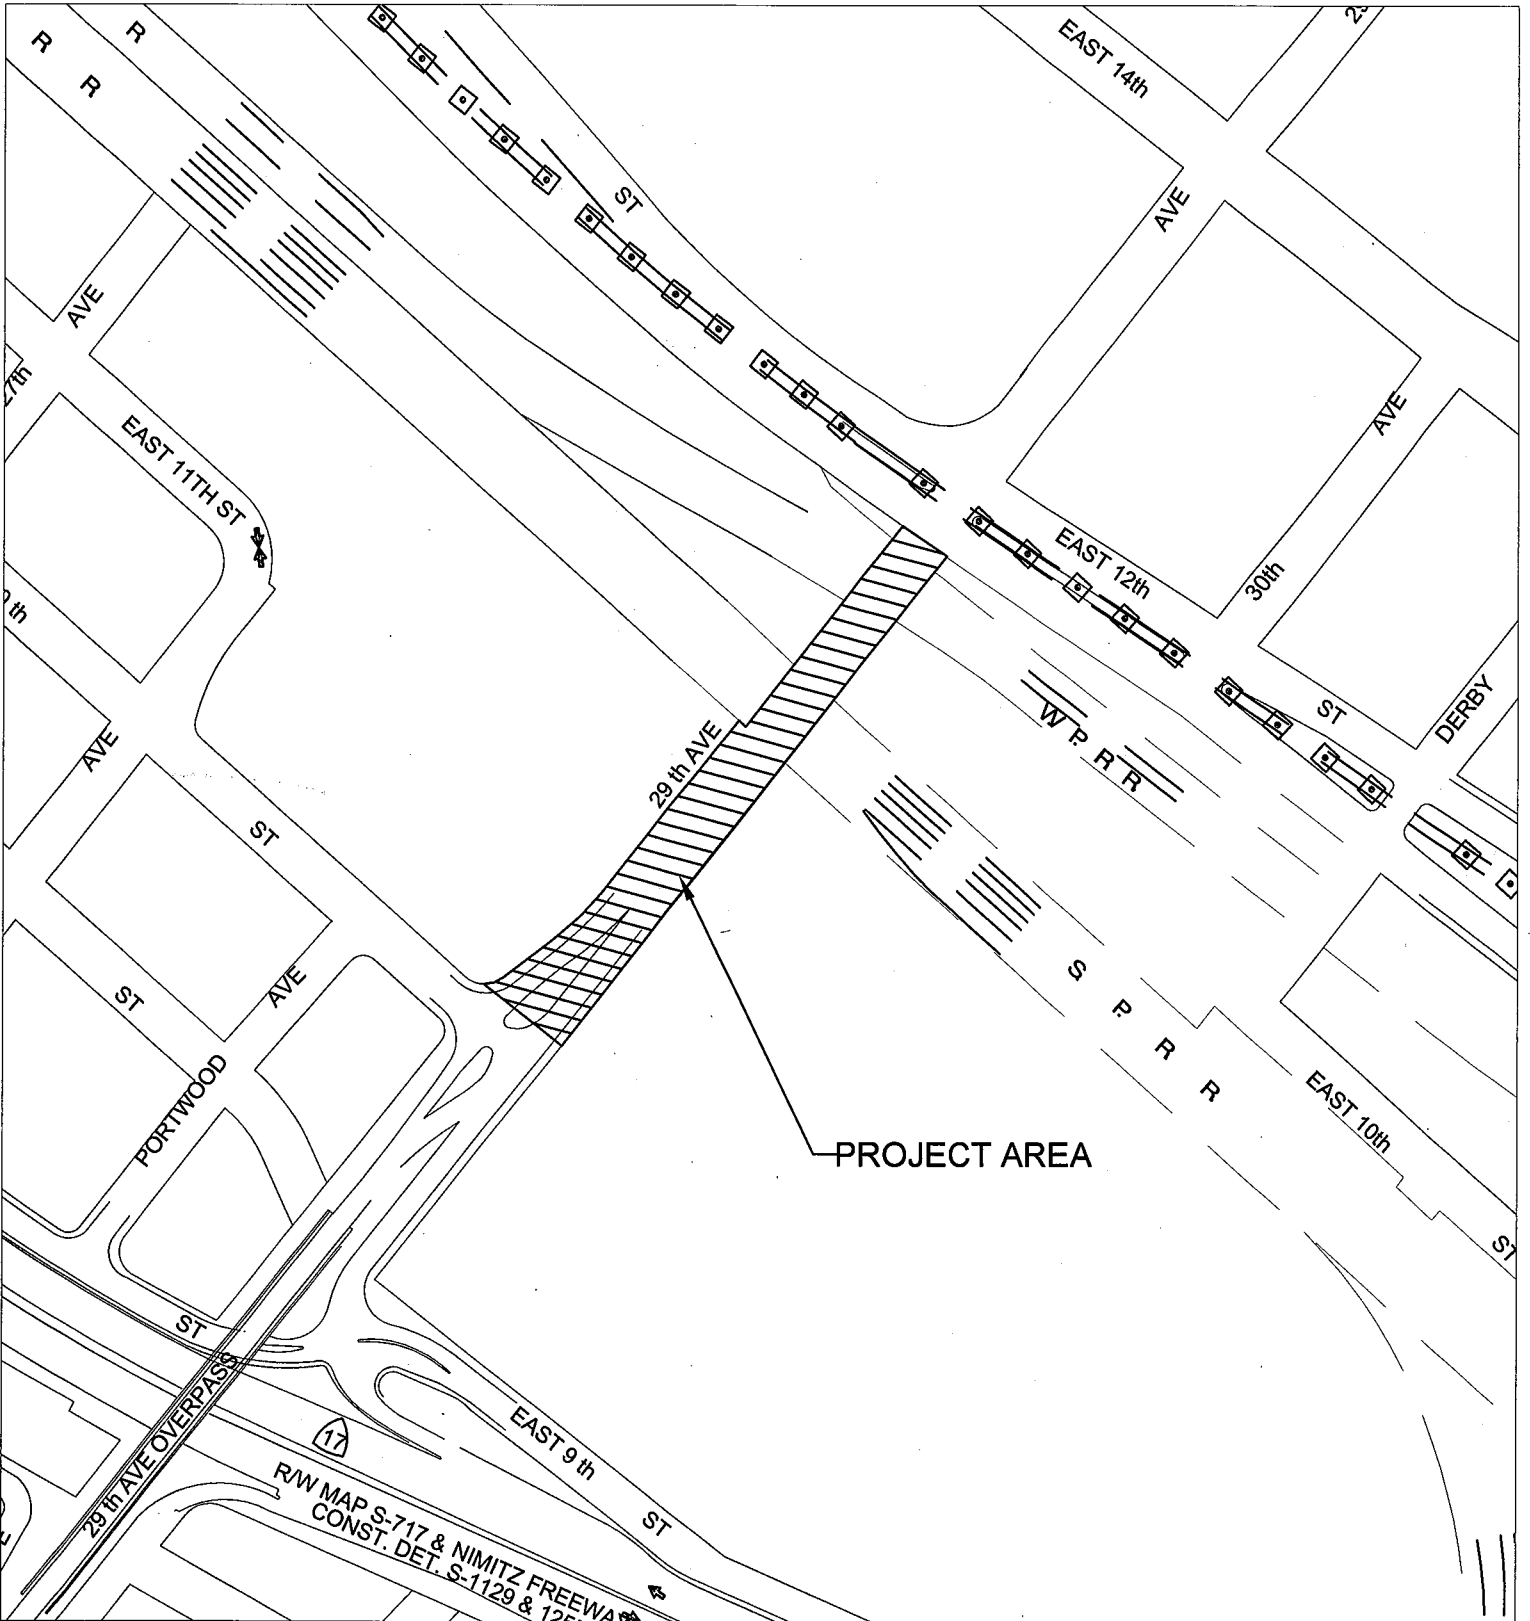 R
R
R
EAST 14th
ST
AVE
AVE
AVE
EAST 11TH ST
EAST 12th
30th
ST
DERBY
29 th AVE
W P. R R
AVE
ST
S. P. R R
ST
AVE
PORTWOOD
EAST 10th
PROJECT AREA
ST
29 th AVE OVERPASS
17
EAST 9 th
ST
R/W MAP S-717 & NIMITZ
CONST. DET. S-1129 &